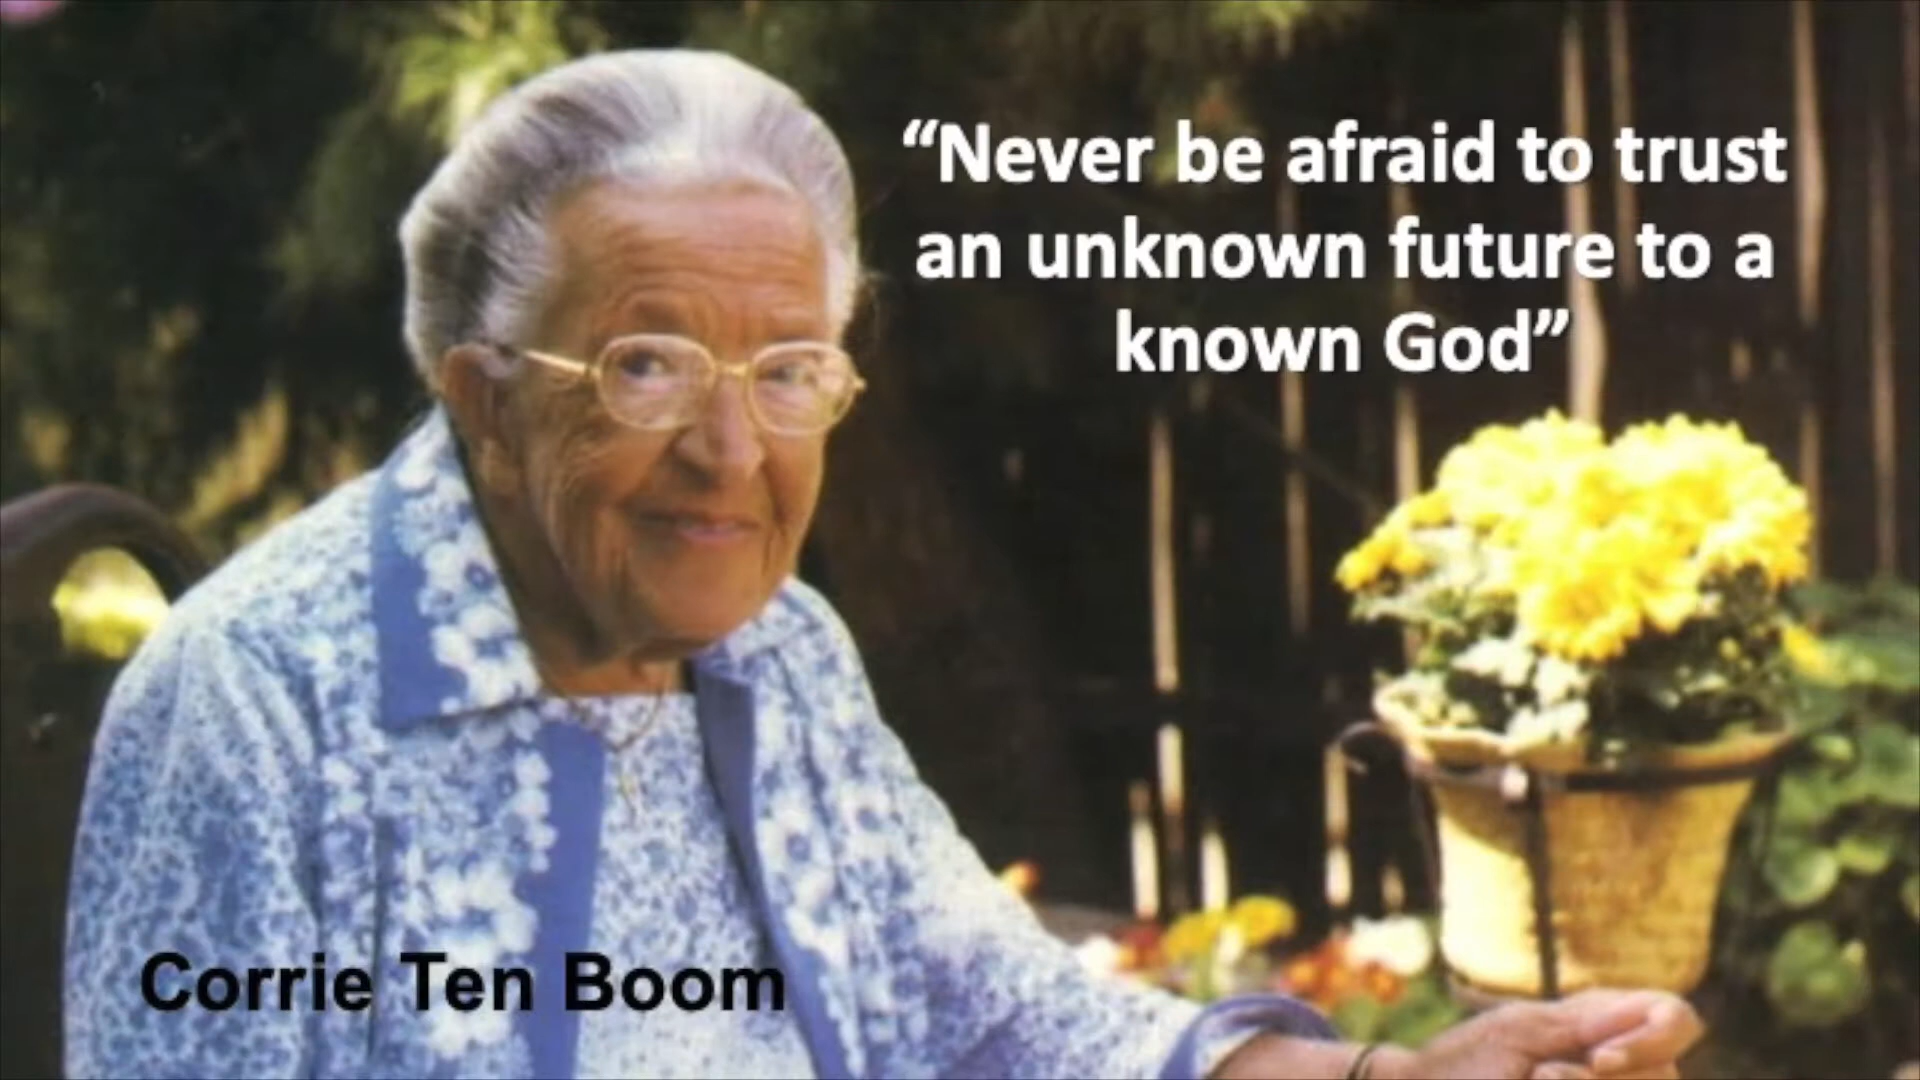 “Never be afraid to trust
an unknown future to a
known God”
Corrie Ten Boom